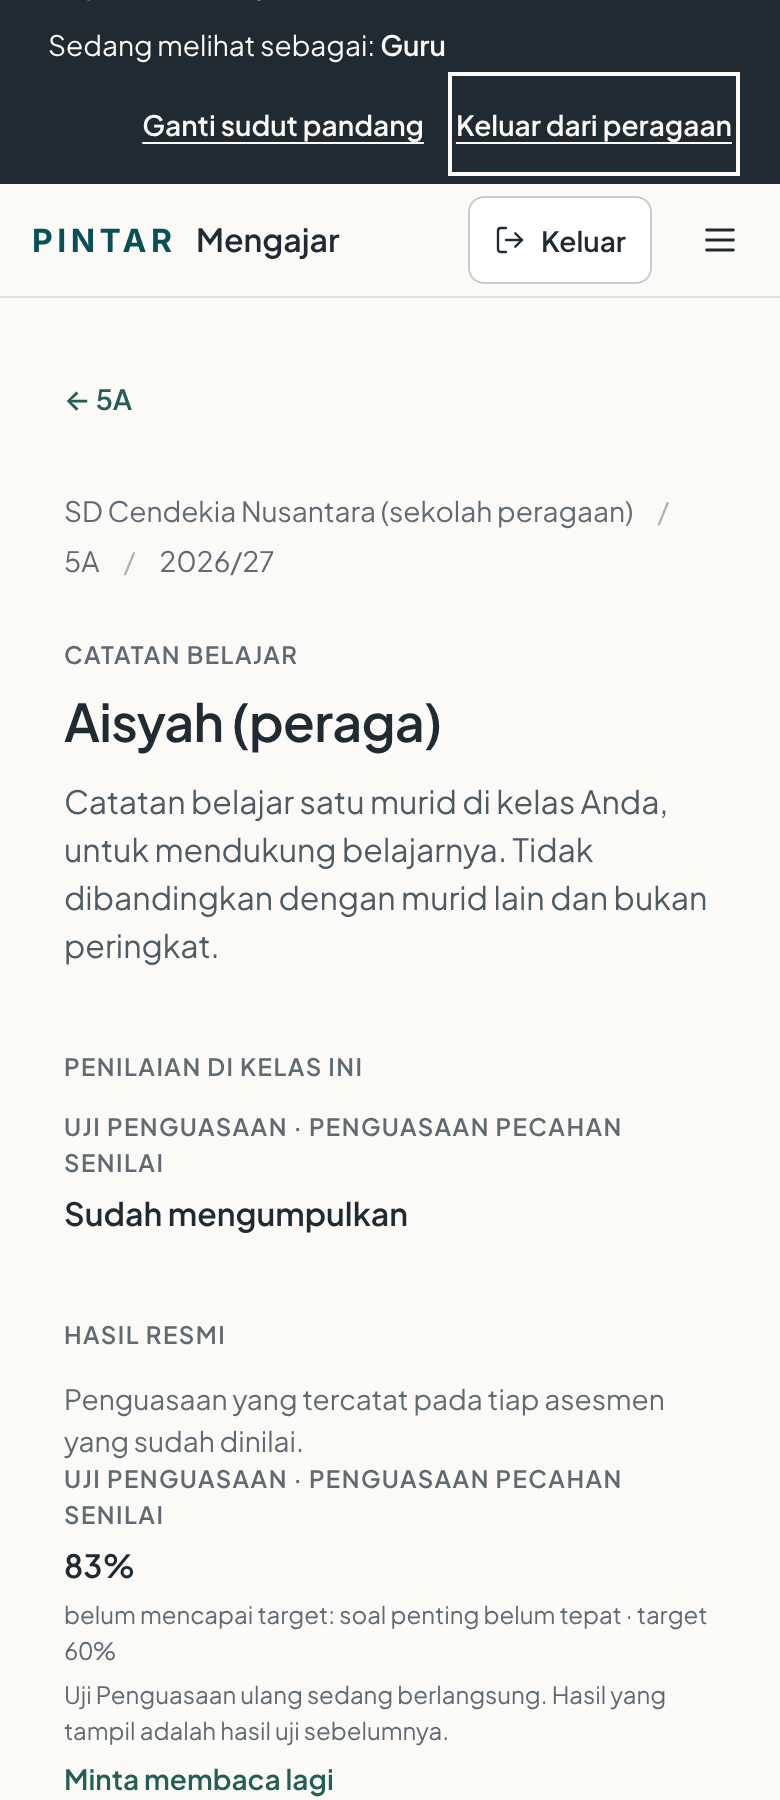 Sedang melihat sebagai: Guru
Ganti sudut pandang Keluar dari peragaan
PINTAR Mengajar Keluar
← 5A
SD Cendekia Nusantara (sekolah peragaan) /
5A / 2026/27
CATATAN BELAJAR
Aisyah (peraga)
Catatan belajar satu murid di kelas Anda,
untuk mendukung belajarnya. Tidak
dibandingkan dengan murid lain dan bukan
peringkat.
PENILAIAN DI KELAS INI
UJI PENGUASAAN · PENGUASAAN PECAHAN
SENILAI
Sudah mengumpulkan
HASIL RESMI
Penguasaan yang tercatat pada tiap asesmen
yang sudah dinilai.
UJI PENGUASAAN · PENGUASAAN PECAHAN
SENILAI
83%
belum mencapai target: soal penting belum tepat · target
60%
Uji Penguasaan ulang sedang berlangsung. Hasil yang
tampil adalah hasil uji sebelumnya.
Minta membaca lagi